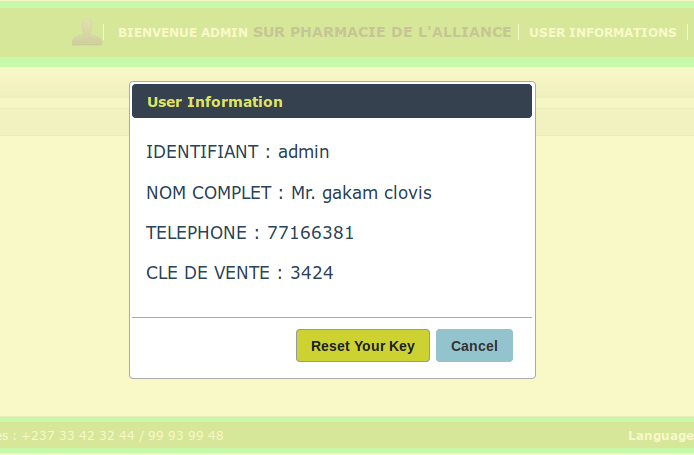 BIENVENUE ADMIN SUR PHARMACIE DE L'ALLIANCE USER INFORMATIONS
User Information
IDENTIFIANT : admin
NOM COMPLET : Mr. gakam clovis
TELEPHONE : 77166381
CLE DE VENTE : 3424
Reset Your Key Cancel
es : +237 33 42 32 44 / 99 93 99 48 Language